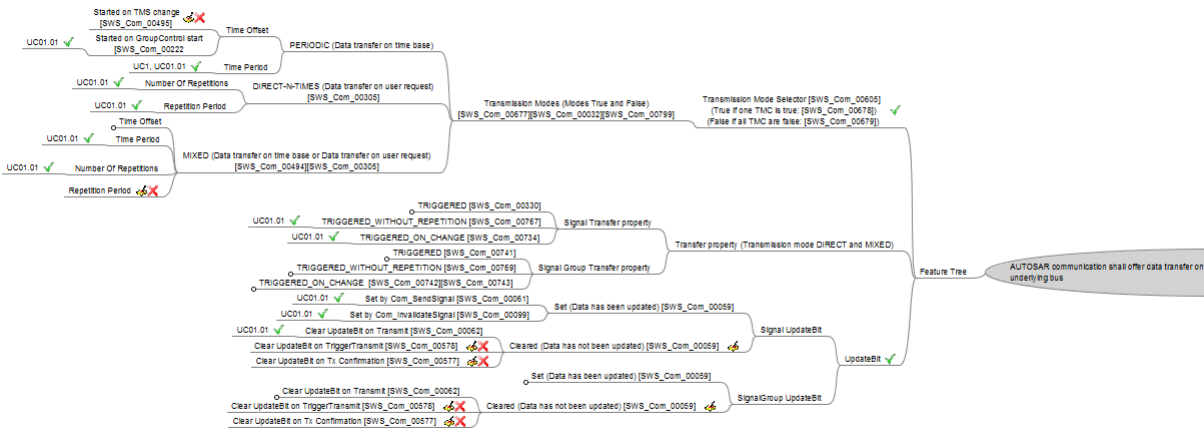 Started on TMS change
[SWS_Com_00495]
Time Offset
UC01.01
Started on GroupControl start
[SWS_Com_00222
PERIODIC (Data transfer on time base)
UC1, UC01.01
Time Period
UC01.01
Number Of Repetitions
DIRECT-N-TIMES (Data transfer on user request)
[SWS_Com_00305]
UC01.01
Repetition Period
Transmission Modes (Modes True and False)
[SWS_Com_00677][SWS_Com_00032][SWS_Com_00799]
Transmission Mode Selector [SWS_Com_00605]
(True if one TMC is true: [SWS_Com_00678])
(False if all TMC are false: [SWS_Com_00679])
Time Offset
UC01.01
Time Period
MIXED (Data transfer on time base or Data transfer on user request)
[SWS_Com_00494][SWS_Com_00305]
UC01.01
Number Of Repetitions
Repetition Period
TRIGGERED [SWS_Com_00330]
UC01.01
TRIGGERED_WITHOUT_REPETITION [SWS_Com_00767]
Signal Transfer property
UC01.01
TRIGGERED_ON_CHANGE [SWS_Com_00734]
Transfer property (Transmission mode DIRECT and MIXED)
TRIGGERED [SWS_Com_00741]
TRIGGERED_WITHOUT_REPETITION [SWS_Com_00769]
Signal Group Transfer property
TRIGGERED_ON_CHANGE [SWS_Com_00742][SWS_Com_00743]
Feature Tree
AUTOSAR communication shall offer data transfer on
underlying bus
UC01.01
Set by Com_SendSignal [SWS_Com_00061]
Set (Data has been updated) [SWS_Com_00059]
UC01.01
Set by Com_InvalidateSignal [SWS_Com_00099]
Signal UpdateBit
UC01.01
Clear UpdateBit on Transmit [SWS_Com_00062]
Clear UpdateBit on TriggerTransmit [SWS_Com_00578]
Cleared (Data has not been updated) [SWS_Com_00059]
Clear UpdateBit on Tx Confirmation [SWS_Com_00577]
UpdateBit
Set (Data has been updated) [SWS_Com_00059]
SignalGroup UpdateBit
Clear UpdateBit on Transmit [SWS_Com_00062]
Clear UpdateBit on TriggerTransmit [SWS_Com_00578]
Cleared (Data has not been updated) [SWS_Com_00059]
Clear UpdateBit on Tx Confirmation [SWS_Com_00577]